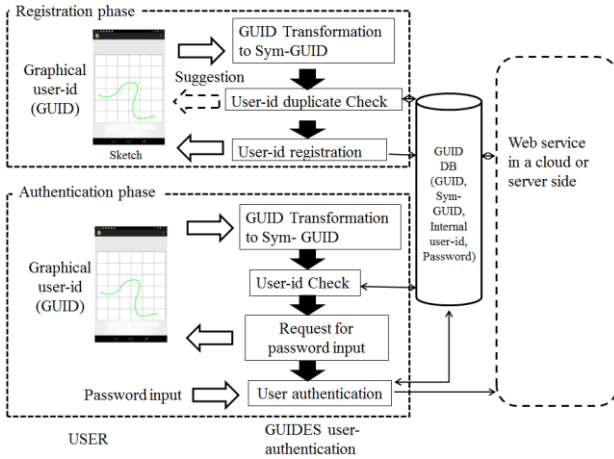 Registration phase
GUID Transformation
to Sym-GUID
Graphical
user-id
(GUID)
Suggestion
User-id duplicate Check
Sketch
User-id registration
GUID
DB
(GUID,
Sym-
GUID,
Internal
user-id,
Password)
Web service
in a cloud or
server side
Authentication phase
GUID Transformation
to Sym- GUID
Graphical
user-id
(GUID)
User-id Check
Request for
password input
Password input
User authentication
USER
GUIDES user-
authentication